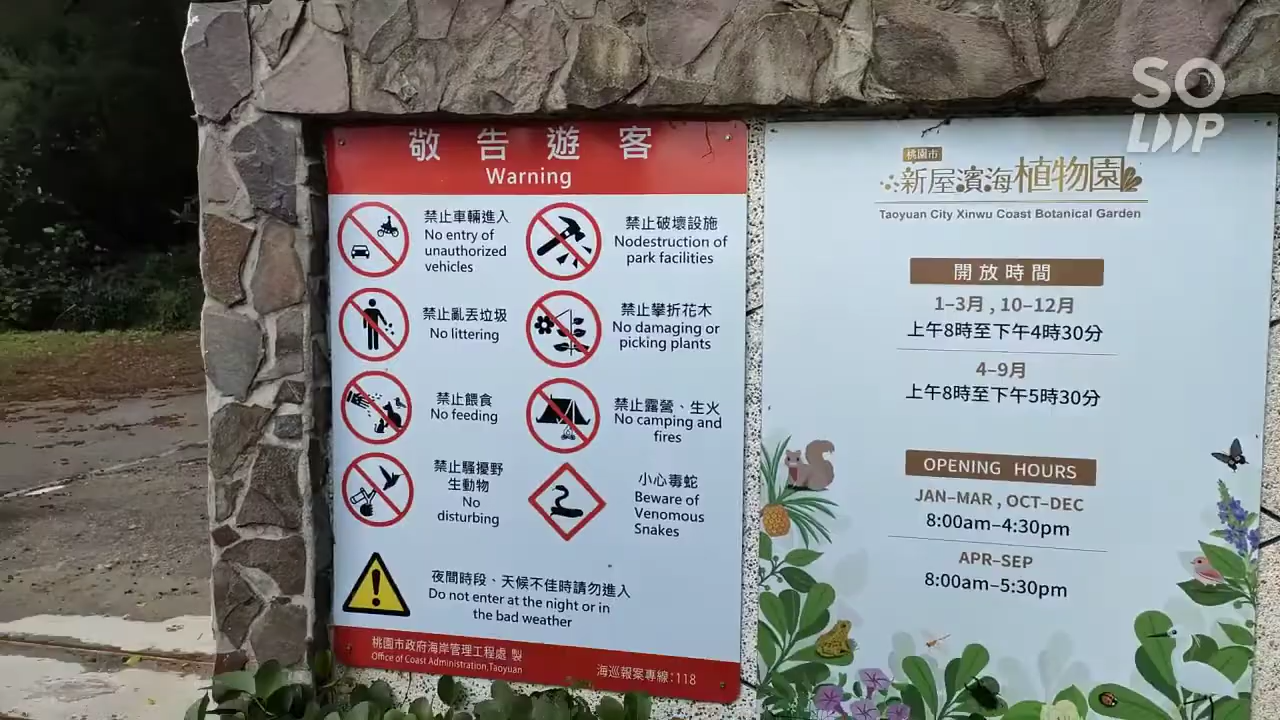 SO
LOOP
敬告遊客
Warning
禁止車輛進入
No entry of
unauthorized
vehicles
禁止破壞設施
Nodestruction of
park facilities
禁止亂丟垃圾
No littering
禁止攀折花木
No damaging or
picking plants
禁止餵食
No feeding
禁止露營、生火
No camping and
fires
禁止騷擾野
生動物
No
disturbing
小心毒蛇
Beware of
Venomous
Snakes
夜間時段、天候不佳時請勿進入
Do not enter at the night or in
the bad weather
桃園市政府海岸管理工程處 製
Office of Coast Administration,Taoyuan
海巡報案專線:118
桃園市
新屋濱海植物園
Taoyuan City Xinwu Coast Botanical Garden
開放時間
1–3月 , 10–12月
上午8時至下午4時30分
4–9月
上午8時至下午5時30分
OPENING HOURS
JAN–MAR , OCT–DEC
8:00am–4:30pm
APR–SEP
8:00am–5:30pm